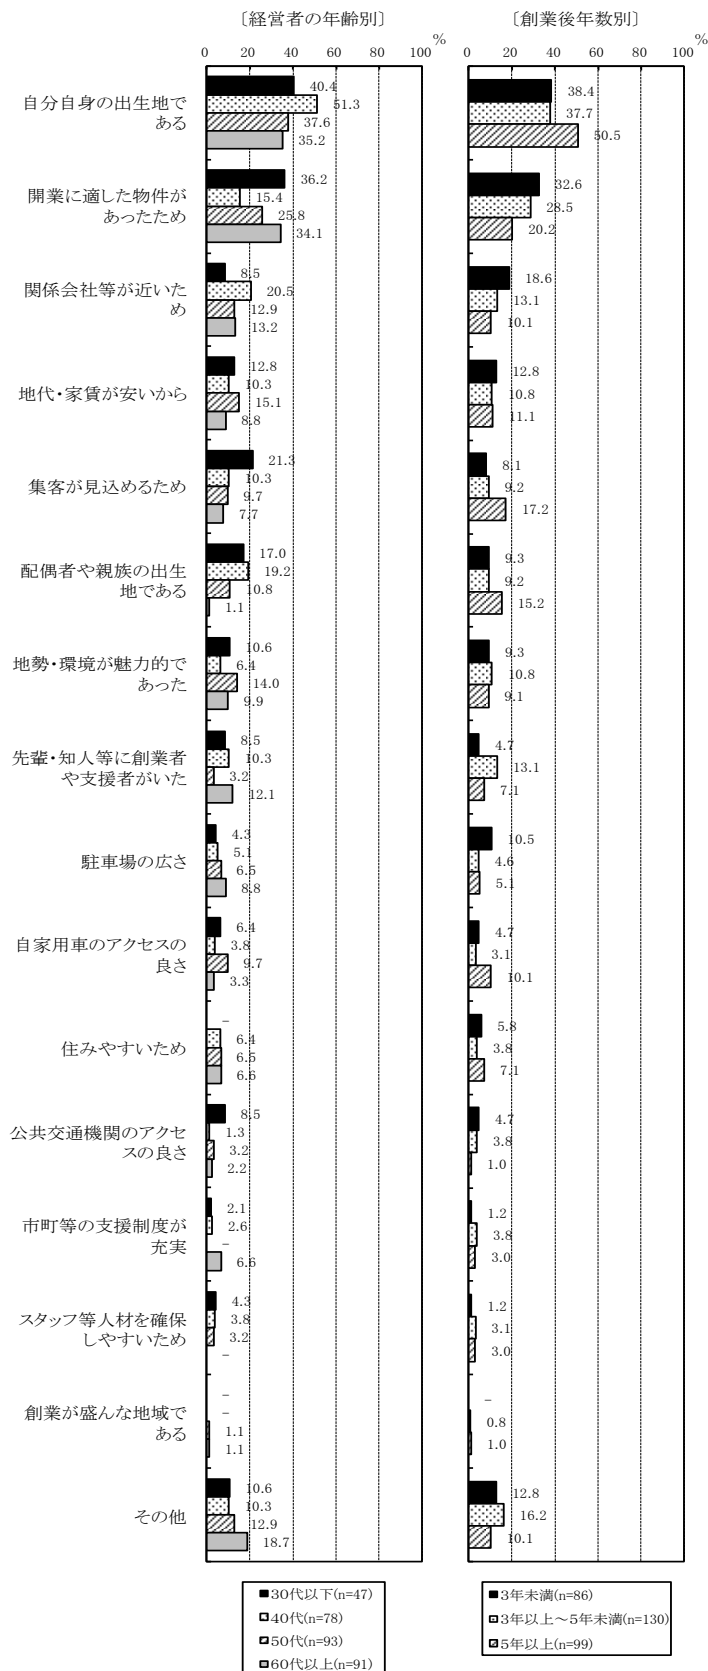 〔経営者の年齢別〕
〔創業後年数別〕
0 20 40 60 80 100 %
0 20 40 60 80 100 %
自分自身の出生地で
ある
40.4
51.3
37.6
35.2
38.4
37.7
50.5
開業に適した物件が
あったため
36.2
15.4
25.8
34.1
32.6
28.5
20.2
関係会社等が近いた
め
8.5
20.5
12.9
13.2
18.6
13.1
10.1
地代・家賃が安いから
12.8
10.3
15.1
8.8
12.8
10.8
11.1
集客が見込めるため
21.3
10.3
9.7
7.7
8.1
9.2
17.2
配偶者や親族の出生
地である
17.0
19.2
10.8
1.1
9.3
9.2
15.2
地勢・環境が魅力的で
あった
10.6
6.4
14.0
9.9
9.3
10.8
9.1
先輩・知人等に創業者
や支援者がいた
8.5
10.3
3.2
12.1
4.7
13.1
7.1
駐車場の広さ
4.3
5.1
6.5
8.8
10.5
4.6
5.1
自家用車のアクセスの
良さ
6.4
3.8
9.7
3.3
4.7
3.1
10.1
住みやすいため
–
6.4
6.5
6.6
5.8
3.8
7.1
公共交通機関のアクセ
スの良さ
8.5
1.3
3.2
2.2
4.7
3.8
1.0
市町等の支援制度が
充実
2.1
2.6
–
6.6
1.2
3.8
3.0
スタッフ等人材を確保
しやすいため
4.3
3.8
3.2
–
1.2
3.1
3.0
創業が盛んな地域で
ある
–
–
1.1
1.1
–
0.8
1.0
その他
10.6
10.3
12.9
18.7
12.8
16.2
10.1
30代以下(n=47)
40代(n=78)
50代(n=93)
60代以上(n=91)
3年未満(n=86)
3年以上～5年未満(n=130)
5年以上(n=99)